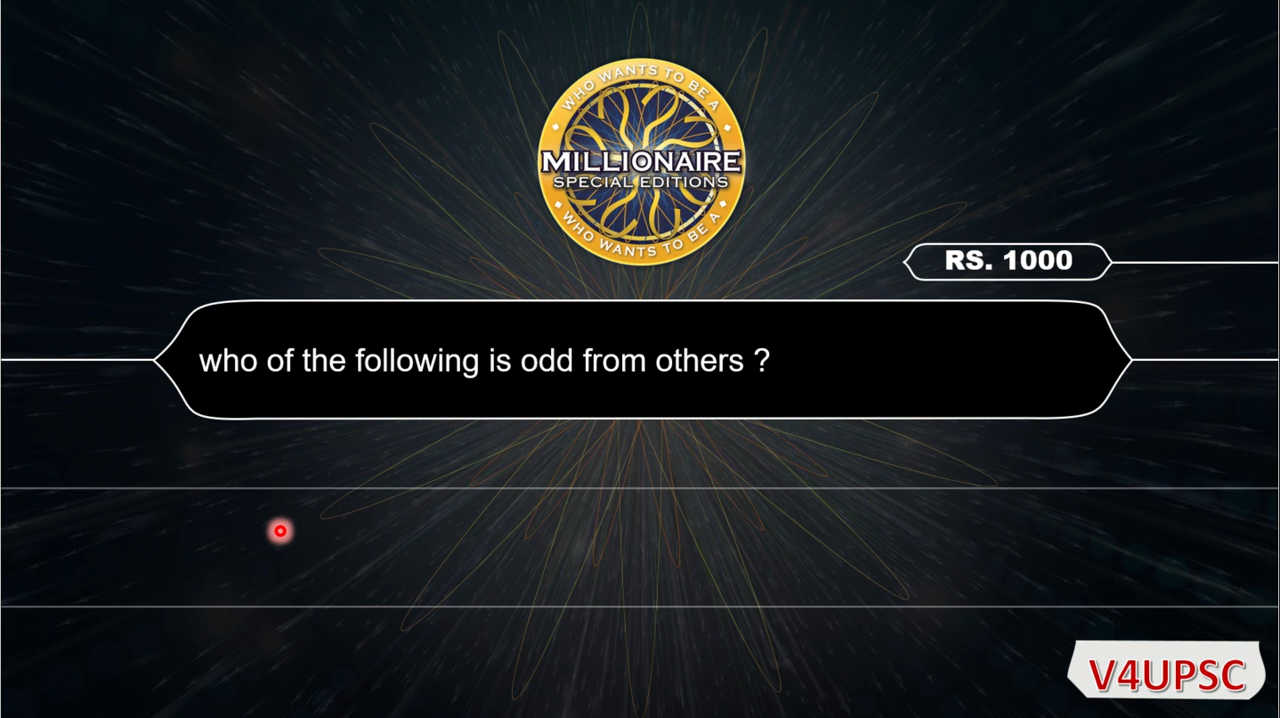 WHO WANTS TO BE A
MILLIONAIRE
SPECIAL EDITIONS
WHO WANTS TO BE A
RS. 1000
who of the following is odd from others ?
V4UPSC